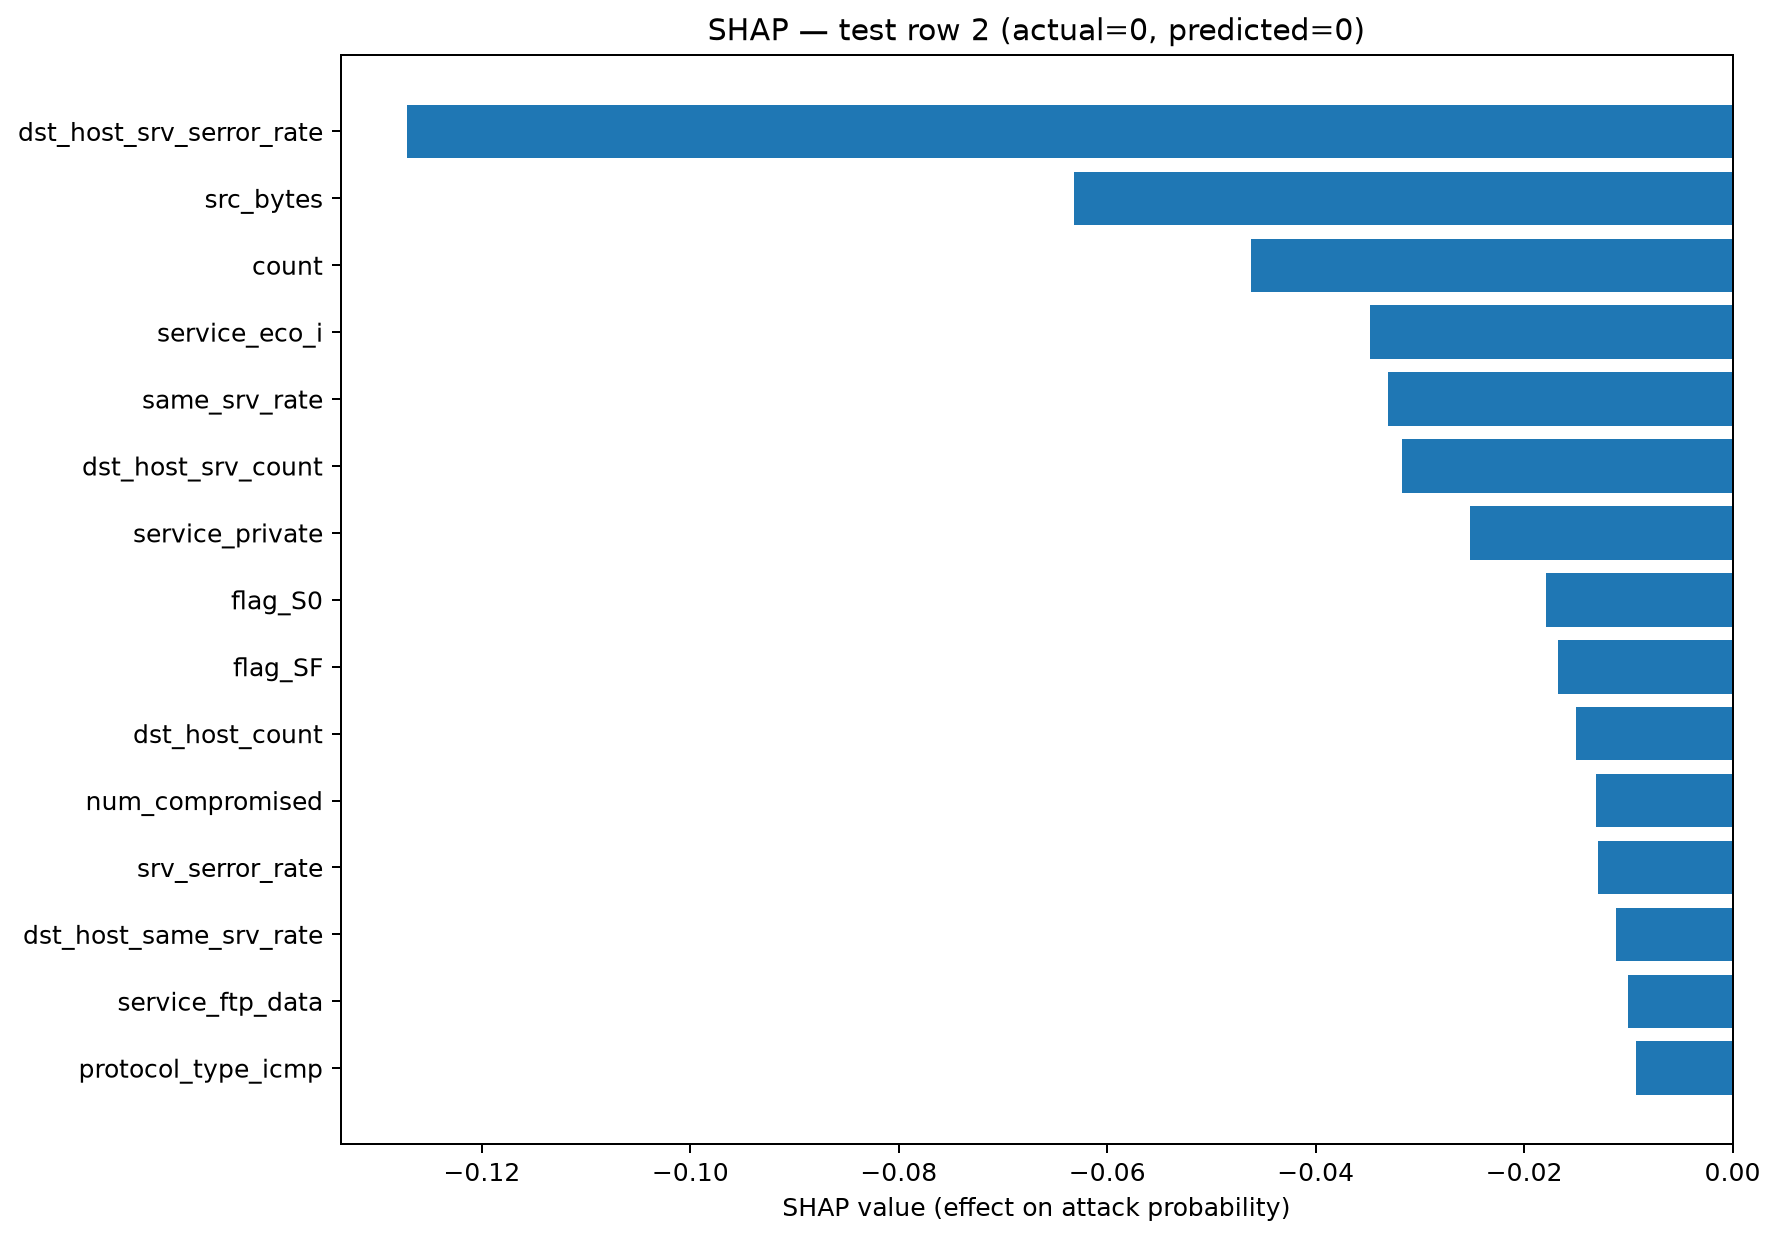 SHAP — test row 2 (actual=0, predicted=0)
dst_host_srv_serror_rate
src_bytes
count
service_eco_i
same_srv_rate
dst_host_srv_count
service_private
flag_S0
flag_SF
dst_host_count
num_compromised
srv_serror_rate
dst_host_same_srv_rate
service_ftp_data
protocol_type_icmp
−0.12 −0.10 −0.08 −0.06 −0.04 −0.02 0.00
SHAP value (effect on attack probability)